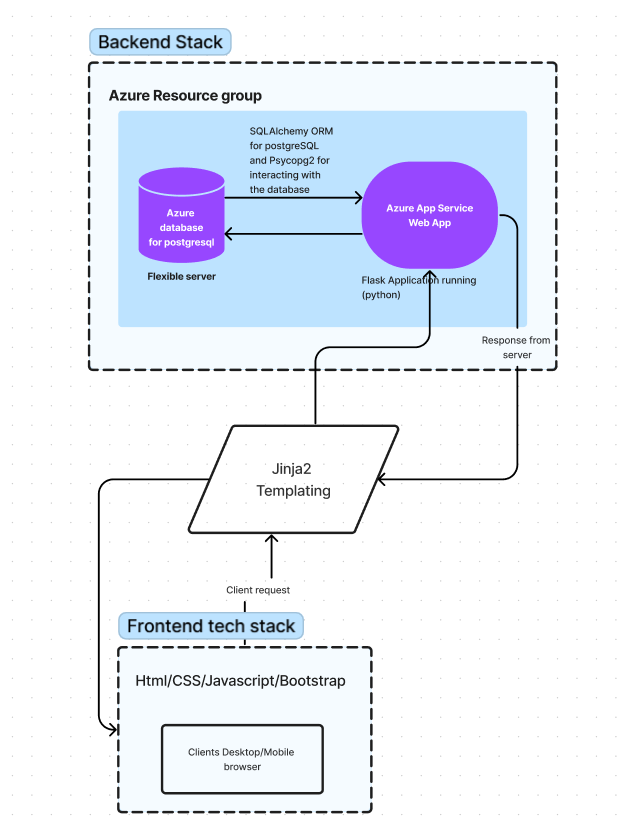 Backend Stack
Azure Resource group
SQLAlchemy ORM
for postgreSQL
and Psycopg2 for
interacting with
the database
Azure
database
for postgresql
Flexible server
Azure App Service
Web App
Flask Application running
(python)
Response from
server
Jinja2
Templating
Client request
Frontend tech stack
Html/CSS/Javascript/Bootstrap
Clients Desktop/Mobile
browser